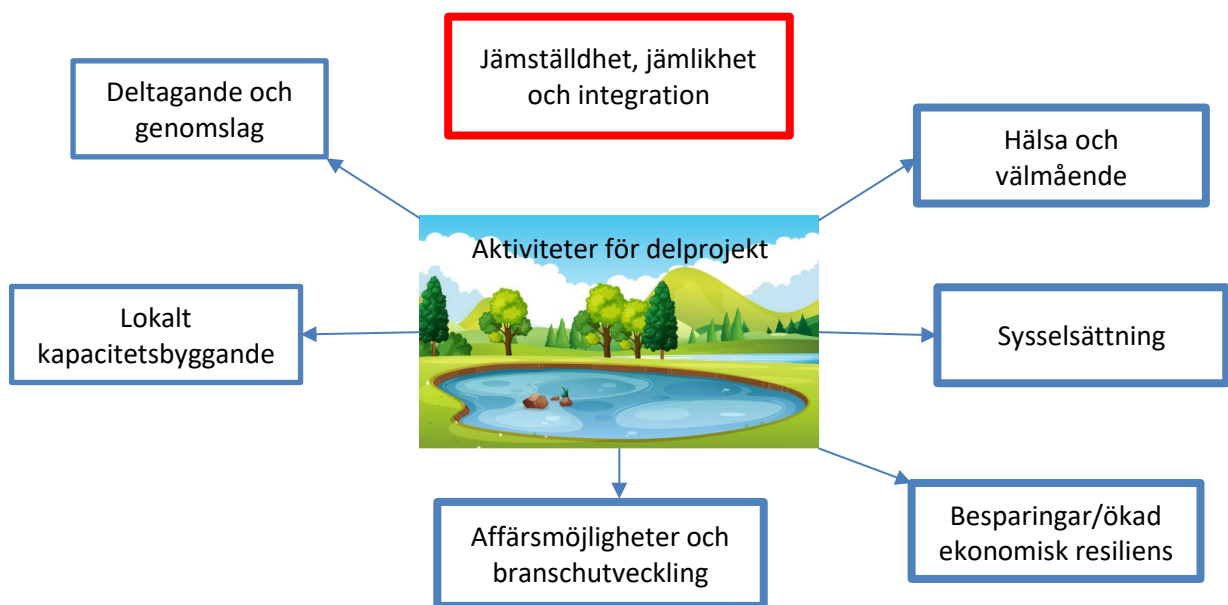 Jämställdhet, jämlikhet
och integration
Deltagande och
genomslag
Hälsa och
välmående
Aktiviteter för delprojekt
Lokalt
kapacitetsbyggande
Sysselsättning
Affärsmöjligheter och
branschutveckling
Besparingar/ökad
ekonomisk resiliens